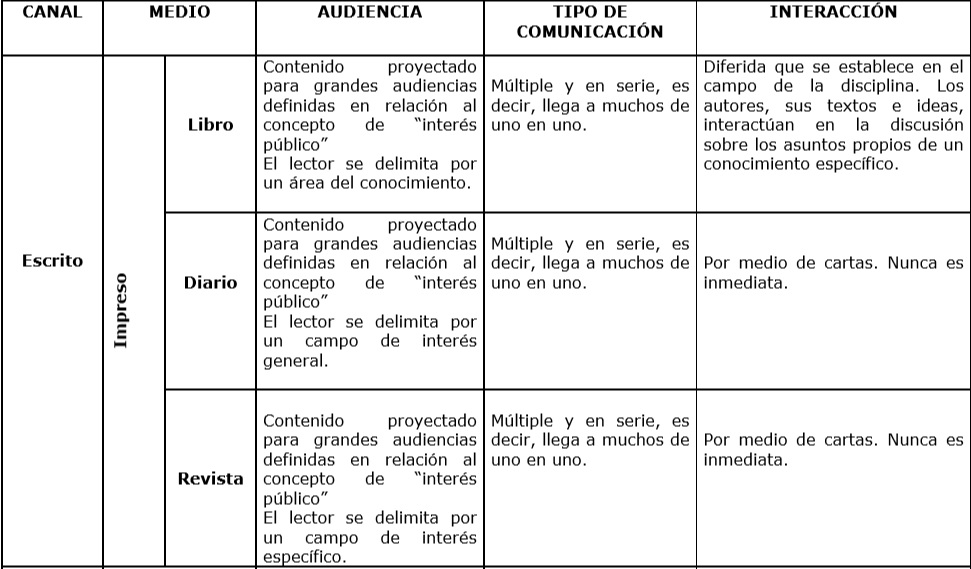 CANAL
MEDIO
AUDIENCIA
TIPO DE
COMUNICACIÓN
INTERACCIÓN
Escrito
Impreso
Libro
Contenido proyectado
para grandes audiencias
definidas en relación al
concepto de “interés
público”
El lector se delimita por
un área del conocimiento.
Múltiple y en serie, es
decir, llega a muchos de
uno en uno.
Diferida que se establece en el
campo de la disciplina. Los
autores, sus textos e ideas,
interactúan en la discusión
sobre los asuntos propios de un
conocimiento específico.
Diario
Contenido proyectado
para grandes audiencias
definidas en relación al
concepto de “interés
público”
El lector se delimita por
un campo de interés
general.
Múltiple y en serie, es
decir, llega a muchos de
uno en uno.
Por medio de cartas. Nunca es
inmediata.
Revista
Contenido proyectado
para grandes audiencias
definidas en relación al
concepto de “interés
público”
El lector se delimita por
un campo de interés
específico.
Múltiple y en serie, es
decir, llega a muchos de
uno en uno.
Por medio de cartas. Nunca es
inmediata.